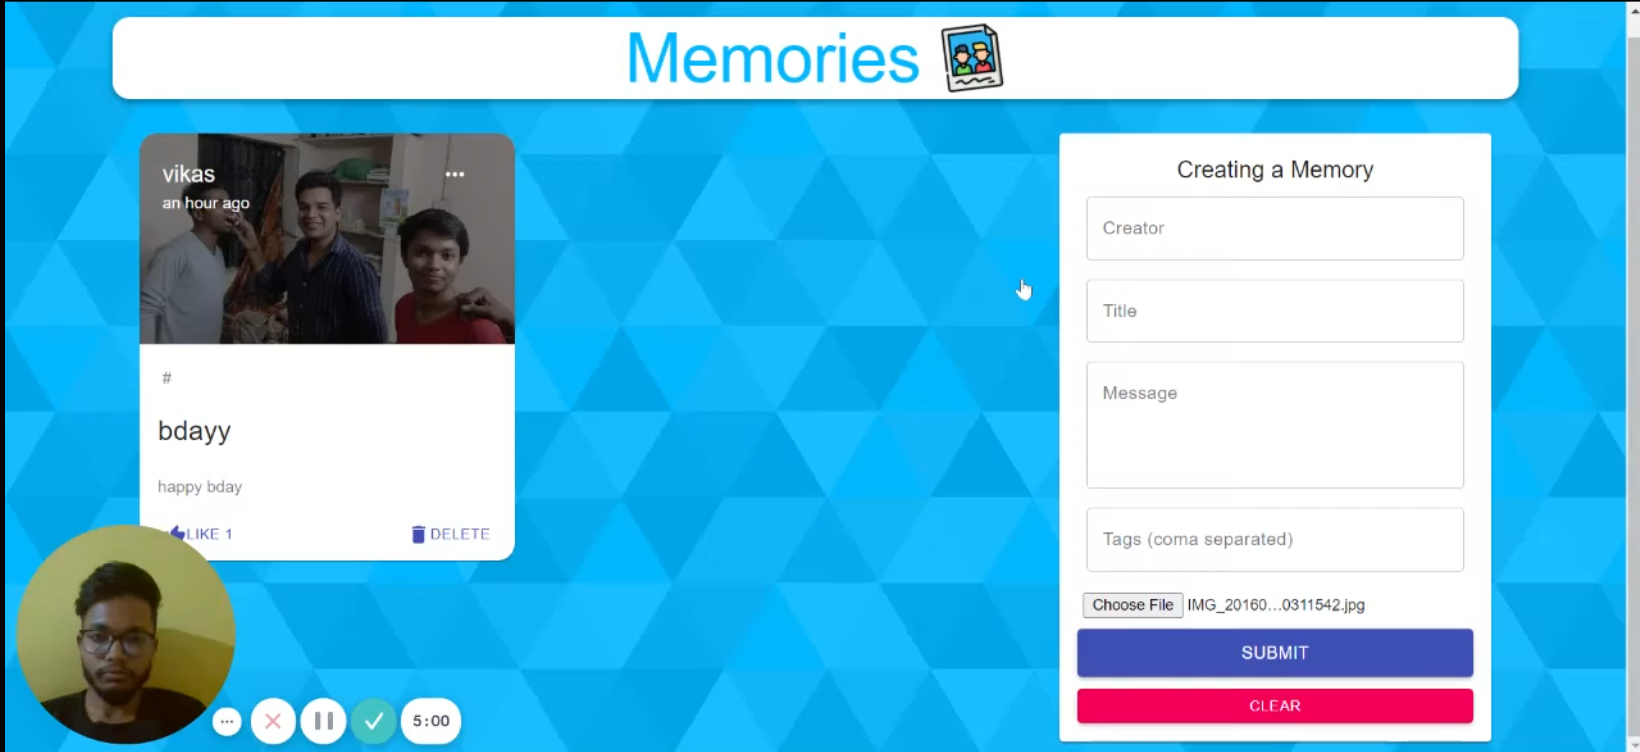 Memories
vikas
an hour ago
#
bdayy
happy bday
LIKE 1
DELETE
Creating a Memory
Creator
Title
Message
Tags (coma separated)
Choose File IMG_20160...0311542.jpg
SUBMIT
CLEAR
5:00